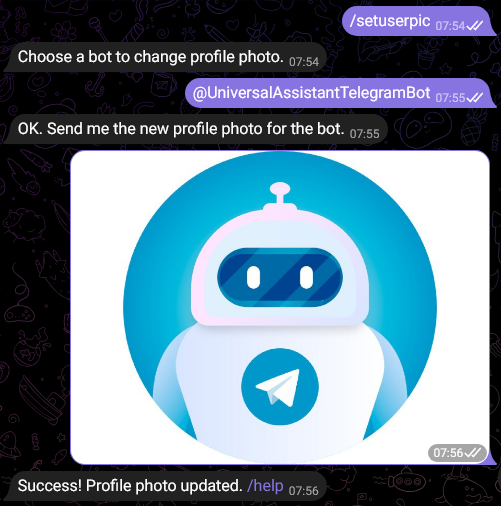 /setuserpic 07:54
Choose a bot to change profile photo. 07:54
@UniversalAssistantTelegramBot 07:55
OK. Send me the new profile photo for the bot. 07:55
07:56
Success! Profile photo updated. /help 07:56